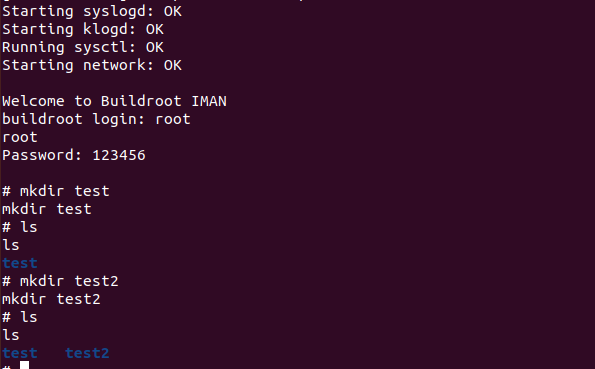 Starting syslogd: OK
Starting klogd: OK
Running sysctl: OK
Starting network: OK
Welcome to Buildroot IMAN
buildroot login: root
root
Password: 123456
# mkdir test
mkdir test
# ls
ls
test
# mkdir test2
mkdir test2
# ls
ls
test test2
#